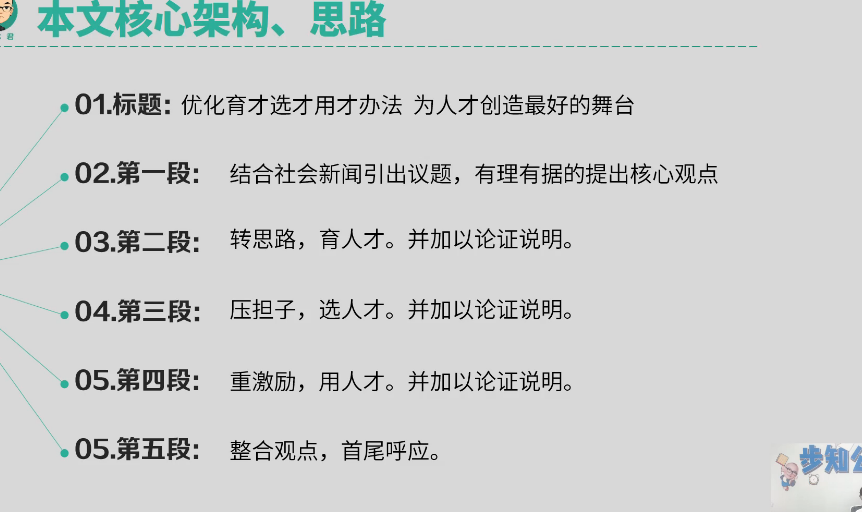 本文核心架构、思路
君
01.标题: 优化育才选才用才办法 为人才创造最好的舞台
02.第一段: 结合社会新闻引出议题，有理有据的提出核心观点
03.第二段: 转思路，育人才。并加以论证说明。
04.第三段: 压担子，选人才。并加以论证说明。
05.第四段: 重激励，用人才。并加以论证说明。
05.第五段: 整合观点，首尾呼应。
步知公